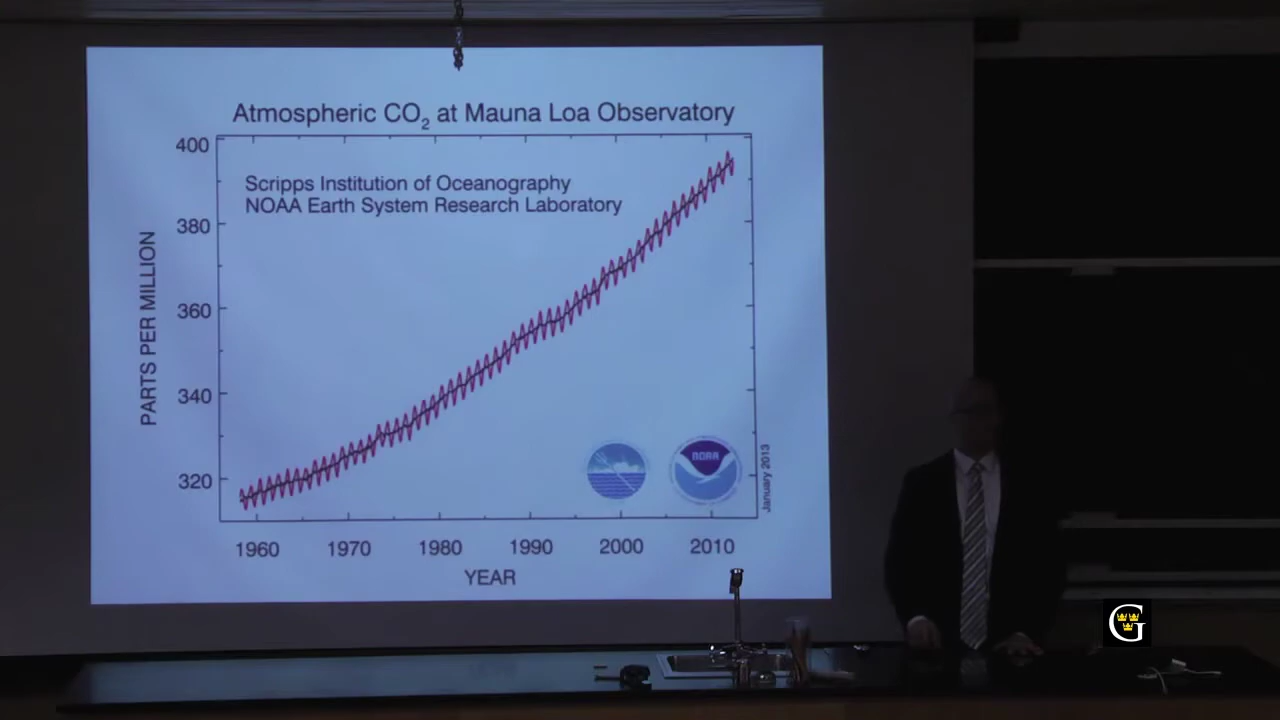 Atmospheric CO₂ at Mauna Loa Observatory
400
Scripps Institution of Oceanography
NOAA Earth System Research Laboratory
380
360
340
320
PARTS PER MILLION
NOAA
January 2013
1960 1970 1980 1990 2000 2010
YEAR
G